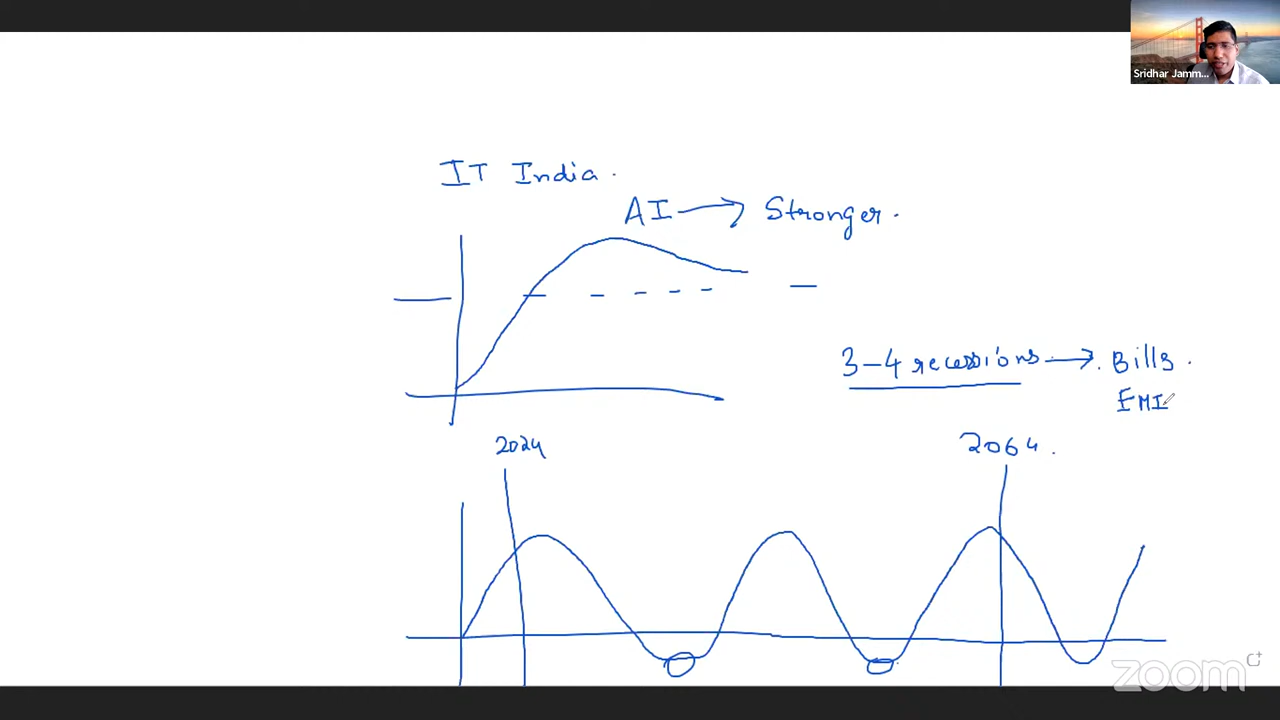 Sridhar Jamm...
IT India.
AI → Stronger.
3-4 recessions → Bills.
EMI
2024
2064.
zoom